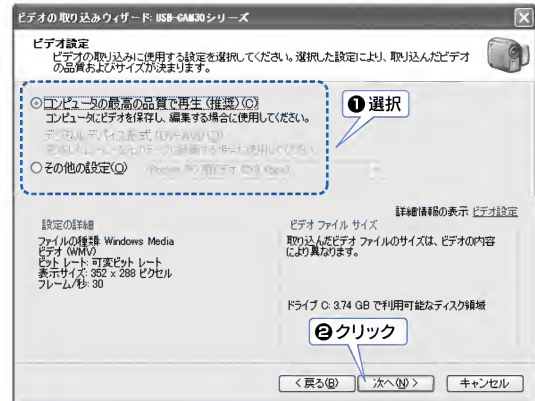 ビデオの取り込みウィザード: USB-CAM30シリーズ
ビデオ設定
ビデオの取り込みに使用する設定を選択してください。選択した設定により、取り込んだビデオ
の品質およびサイズが決まります。
コンピュータの最高の品質で再生 (推奨)(C)
❶選択
コンピュータにビデオを保存し、編集する場合に使用してください。
デジタル デバイス形式 (DV-AVI)(D)
その他の設定(O)
詳細情報の表示 ビデオ設定
設定の詳細
ファイルの種類: Windows Media
ビデオ (WMV)
ビット レート: 可変ビット レート
表示サイズ: 352 x 288 ピクセル
フレーム/秒: 30
ビデオ ファイル サイズ
取り込んだビデオ ファイルのサイズは、ビデオの内容
により異なります。
ドライブ C: 3.74 GB で利用可能なディスク領域
❷クリック
< 戻る(B)
次へ(N) >
キャンセル